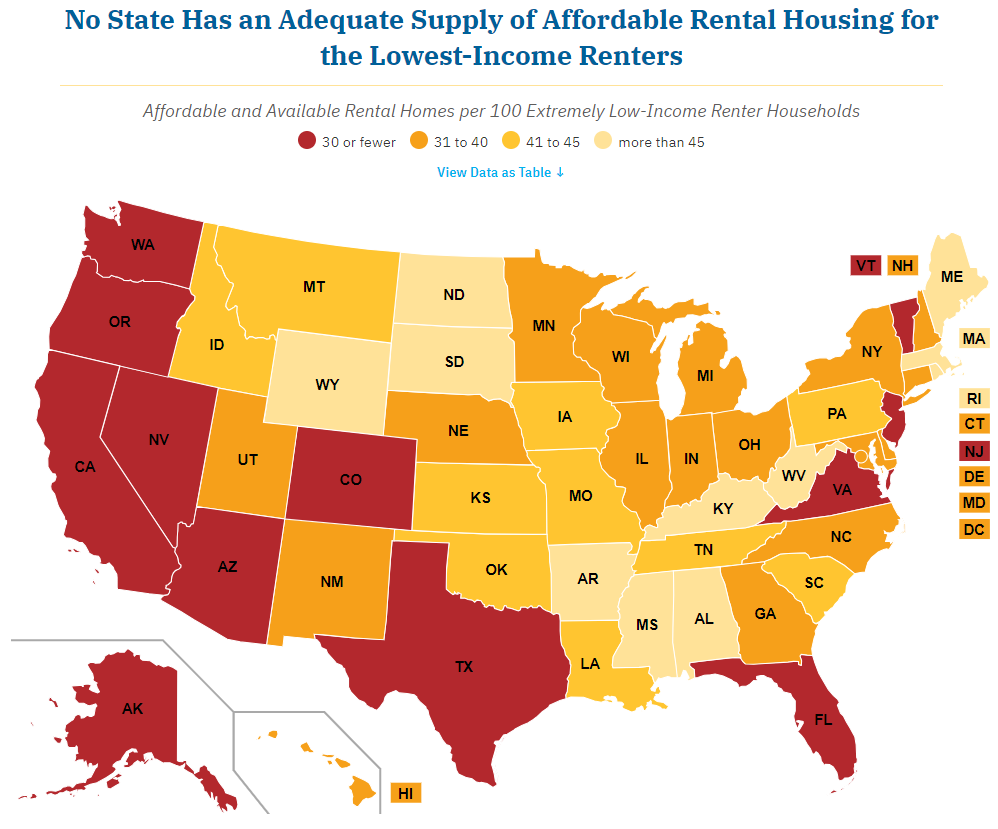 No State Has an Adequate Supply of Affordable Rental Housing for
the Lowest-Income Renters
Affordable and Available Rental Homes per 100 Extremely Low-Income Renter Households
30 or fewer 31 to 40 41 to 45 more than 45
View Data as Table ↓
WA
VT NH
ME
MT
ND
OR
MN
MA
ID
NY
WI
SD
MI
WY
RI
IA
PA
CT
NE
NV
OH
NJ
UT
IL
IN
CA
WV
DE
CO
VA
KS
MO
MD
KY
DC
NC
TN
AZ
OK
NM
AR
SC
GA
AL
MS
LA
TX
AK
FL
HI